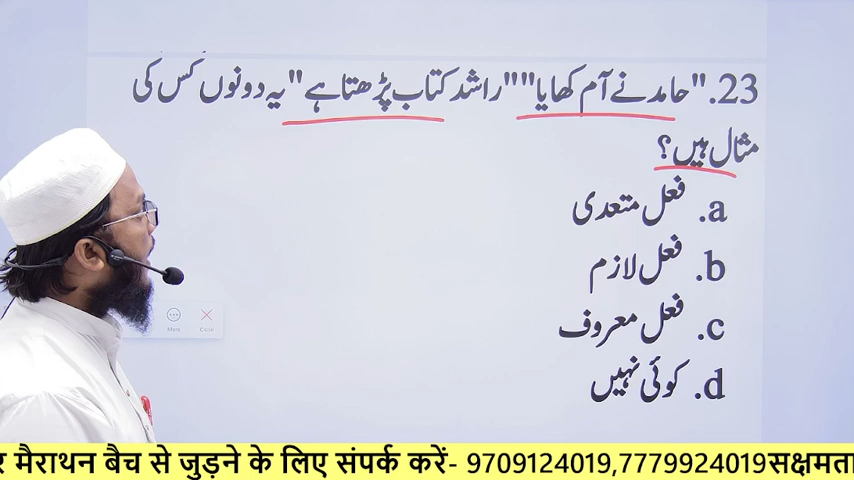 23. "حامد نے آم کھایا" "راشد کتاب پڑھتا ہے" یہ دونوں کس کی
مثال ہیں؟
a. فعل متعدی
b. فعل لازم
c. فعل معروف
d. کوئی نہیں
More
Close
र मैराथन बैच से जुड़ने के लिए संपर्क करें- 9709124019,7779924019सक्षमता